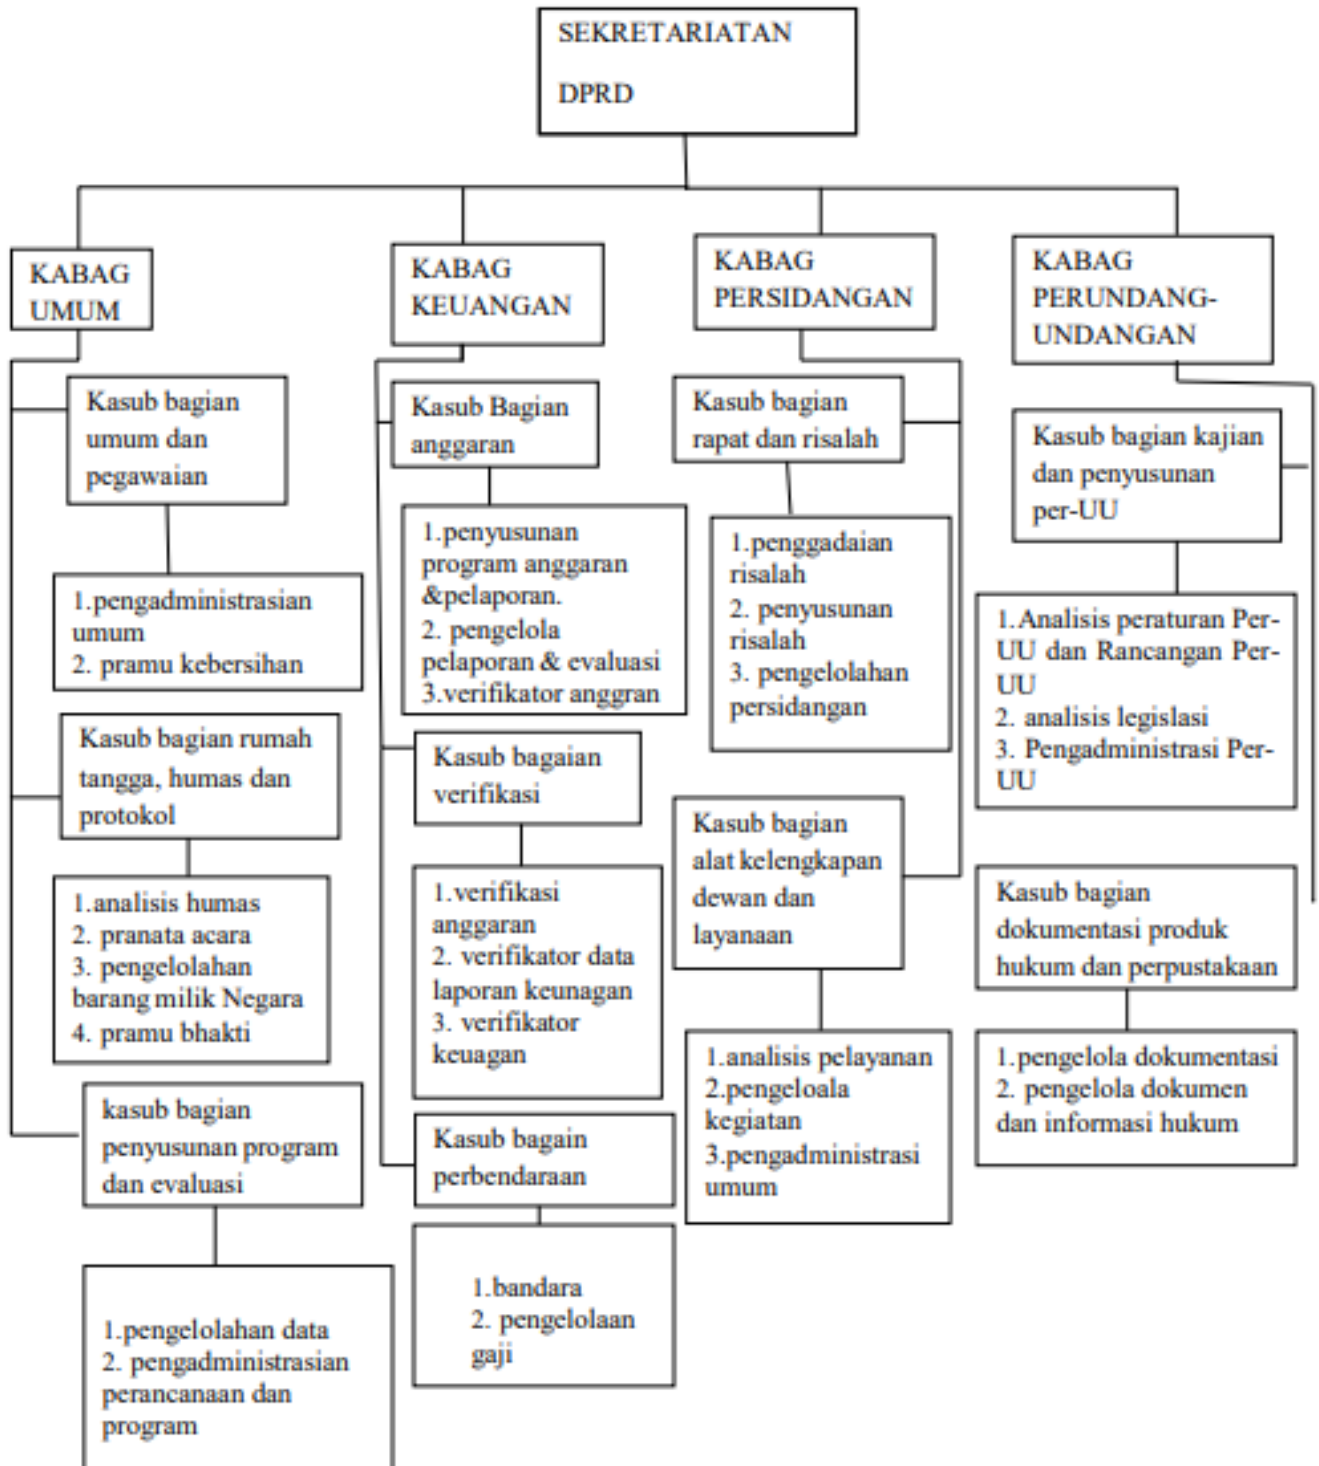 SEKRETARIATAN
DPRD
KABAG
UMUM
Kasub bagian
umum dan
pegawaian
1.pengadministrasian
umum
2. pramu kebersihan
Kasub bagian rumah
tangga, humas dan
protokol
1.analisis humas
2. pranata acara
3. pengelolahan
barang milik Negara
4. pramu bhakti
kasub bagian
penyusunan program
dan evaluasi
1.pengelolahan data
2. pengadministrasian
perancanaan dan
program
KABAG
KEUANGAN
Kasub Bagian
anggaran
1.penyusunan
program anggaran
&pelaporan.
2. pengelola
pelaporan & evaluasi
3.verifikator anggran
Kasub bagaian
verifikasi
1.verifikasi
anggaran
2. verifikator data
laporan keunagan
3. verifikator
keuagan
Kasub bagain
perbendaraan
1.bandara
2. pengelolaan
gaji
KABAG
PERSIDANGAN
Kasub bagian
rapat dan risalah
1.penggadaian
risalah
2. penyusunan
risalah
3. pengelolahan
persidangan
Kasub bagian
alat kelengkapan
dewan dan
layanaan
1.analisis pelayanan
2.pengeloala
kegiatan
3.pengadministrasi
umum
KABAG
PERUNDANG-
UNDANGAN
Kasub bagian kajian
dan penyusunan
per-UU
1.Analisis peraturan Per-
UU dan Rancangan Per-
UU
2. analisis legislasi
3. Pengadministrasi Per-
UU
Kasub bagian
dokumentasi produk
hukum dan perpustakaan
1.pengelola dokumentasi
2. pengelola dokumen
dan informasi hukum